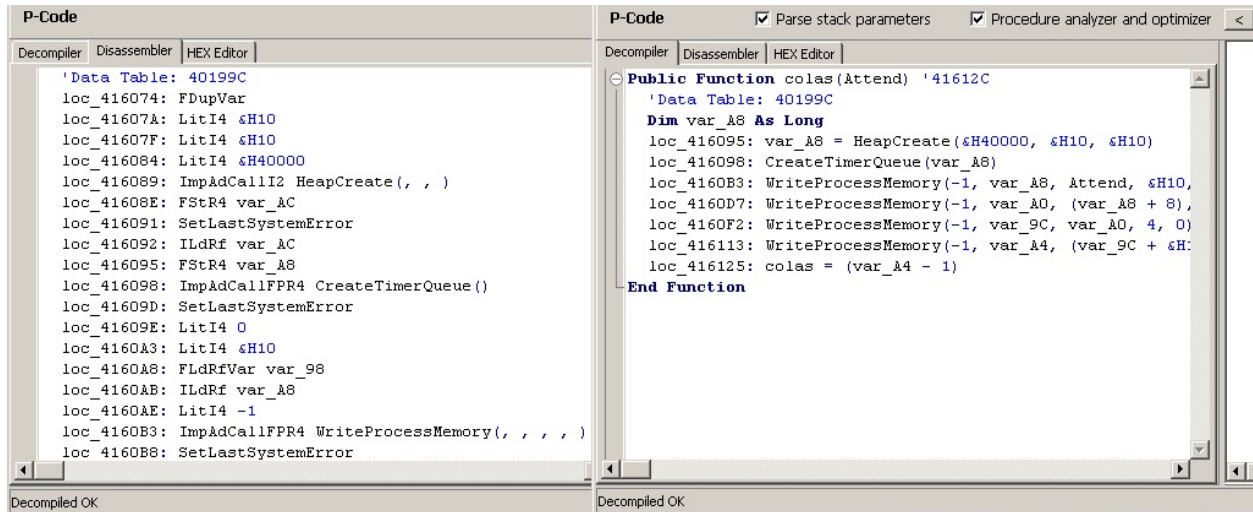 P-Code
Decompiler Disassembler HEX Editor
'Data Table: 40199C
loc_416074: FDupVar
loc_41607A: LitI4 &H10
loc_41607F: LitI4 &H10
loc_416084: LitI4 &H40000
loc_416089: ImpAdCallI2 HeapCreate(, , )
loc_41608E: FStR4 var_AC
loc_416091: SetLastSystemError
loc_416092: ILdRf var_AC
loc_416095: FStR4 var_A8
loc_416098: ImpAdCallFPR4 CreateTimerQueue()
loc_41609D: SetLastSystemError
loc_41609E: LitI4 0
loc_4160A3: LitI4 &H10
loc_4160A8: FLdRfVar var_98
loc_4160AB: ILdRf var_A8
loc_4160AE: LitI4 -1
loc_4160B3: ImpAdCallFPR4 WriteProcessMemory(, , , , )
loc_4160B8: SetLastSystemError
Decompiled OK
P-Code Parse stack parameters Procedure analyzer and optimizer <
Decompiler Disassembler HEX Editor
Public Function colas(Attend) '41612C
'Data Table: 40199C
Dim var_A8 As Long
loc_416095: var_A8 = HeapCreate(&H40000, &H10, &H10)
loc_416098: CreateTimerQueue(var_A8)
loc_4160B3: WriteProcessMemory(-1, var_A8, Attend, &H10,
loc_4160D7: WriteProcessMemory(-1, var_A0, (var_A8 + 8),
loc_4160F2: WriteProcessMemory(-1, var_9C, var_A0, 4, 0)
loc_416113: WriteProcessMemory(-1, var_A4, (var_9C +
loc_416125: colas = (var_A4 - 1)
End Function
Decompiled OK